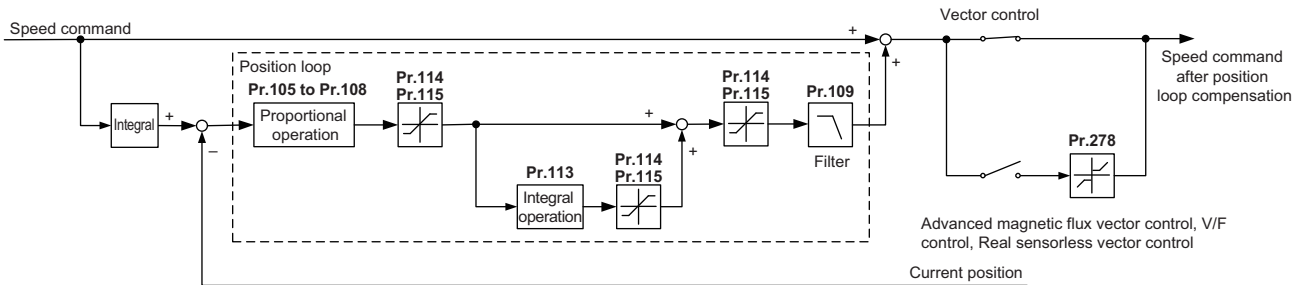 Speed command
Vector control
+
+
Speed command
after position
loop compensation
Position loop
Pr.105 to Pr.108
Pr.114
Pr.115
Pr.114
Pr.115
Pr.109
Integral
+
–
Proportional
operation
+
+
Filter
Pr.113
Integral
operation
Pr.114
Pr.115
Pr.278
Advanced magnetic flux vector control, V/F
control, Real sensorless vector control
Current position